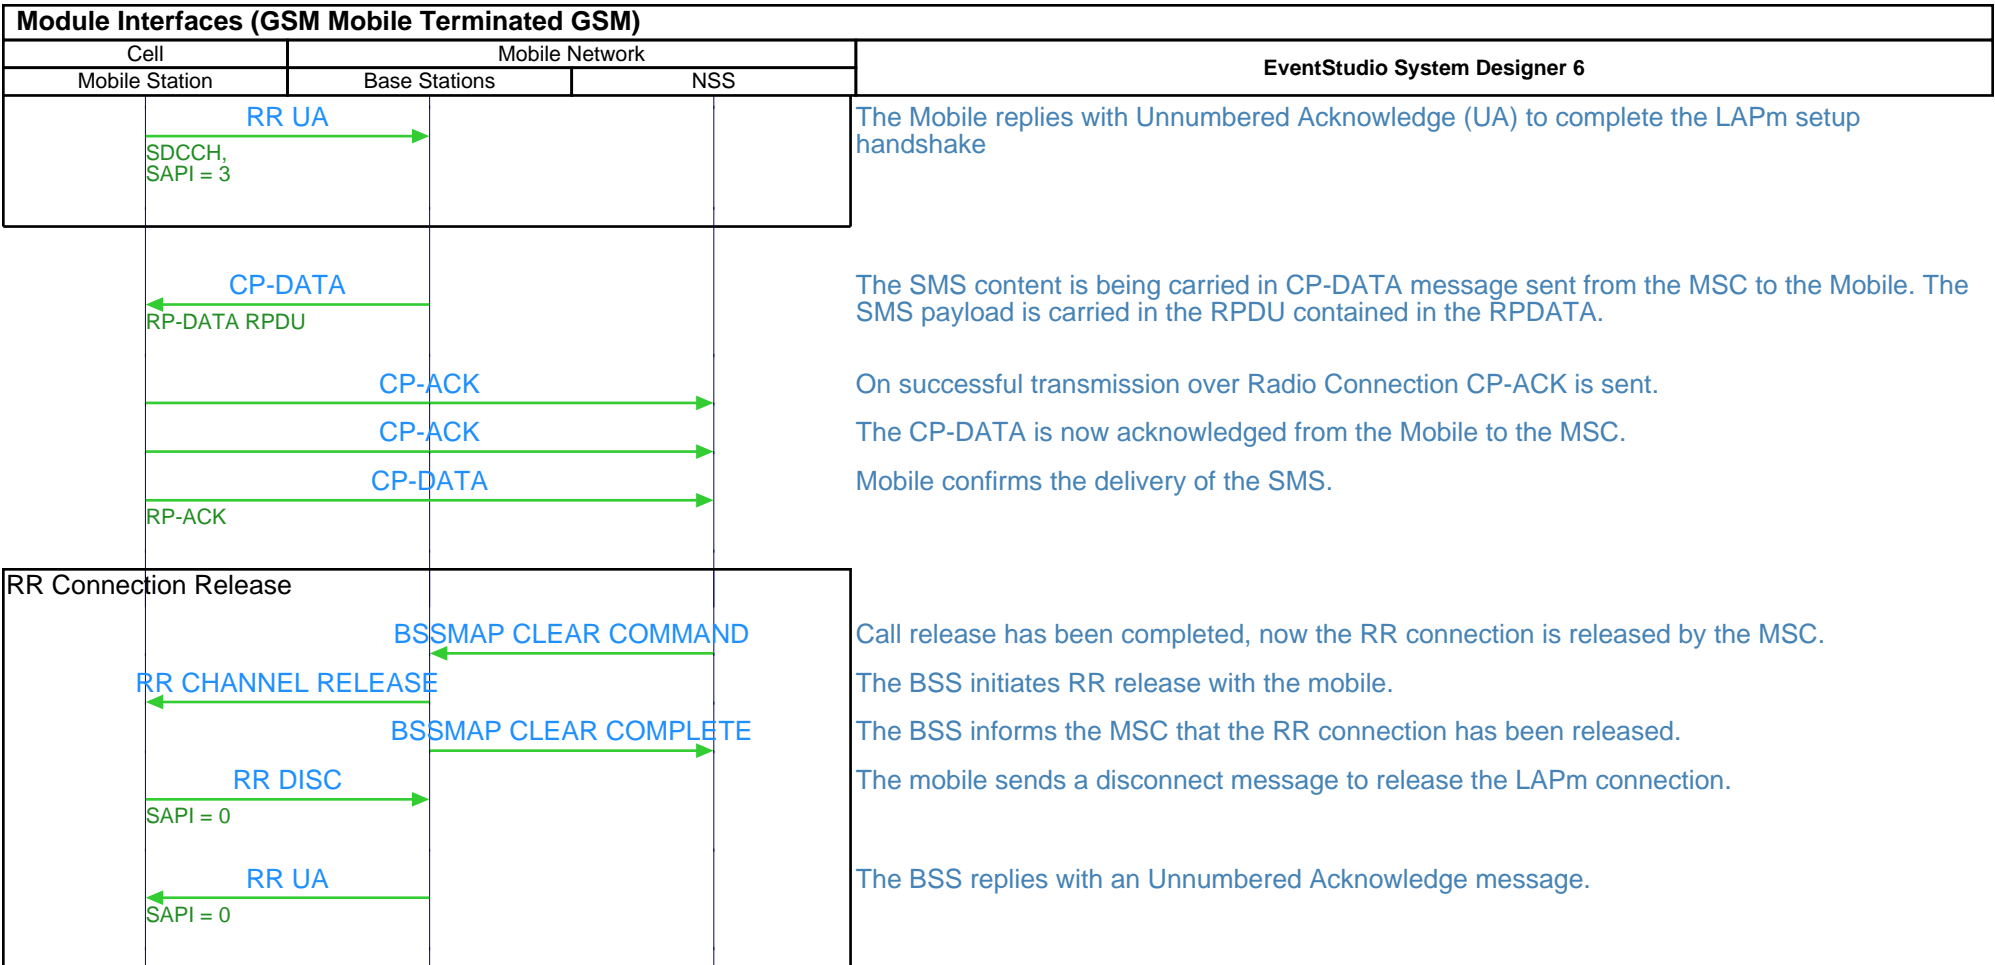 Module Interfaces (GSM Mobile Terminated GSM)
Cell
Mobile Network
EventStudio System Designer 6
Mobile Station
Base Stations
NSS
RR UA
The Mobile replies with Unnumbered Acknowledge (UA) to complete the LAPm setup
handshake
SDCCH,
SAPI = 3
CP-DATA
The SMS content is being carried in CP-DATA message sent from the MSC to the Mobile. The
SMS payload is carried in the RPDU contained in the RPDATA.
RP-DATA RPDU
CP-ACK
On successful transmission over Radio Connection CP-ACK is sent.
CP-ACK
The CP-DATA is now acknowledged from the Mobile to the MSC.
CP-DATA
Mobile confirms the delivery of the SMS.
RP-ACK
RR Connection Release
BSSMAP CLEAR COMMAND
Call release has been completed, now the RR connection is released by the MSC.
RR CHANNEL RELEASE
The BSS initiates RR release with the mobile.
BSSMAP CLEAR COMPLETE
The BSS informs the MSC that the RR connection has been released.
RR DISC
The mobile sends a disconnect message to release the LAPm connection.
SAPI = 0
RR UA
The BSS replies with an Unnumbered Acknowledge message.
SAPI = 0